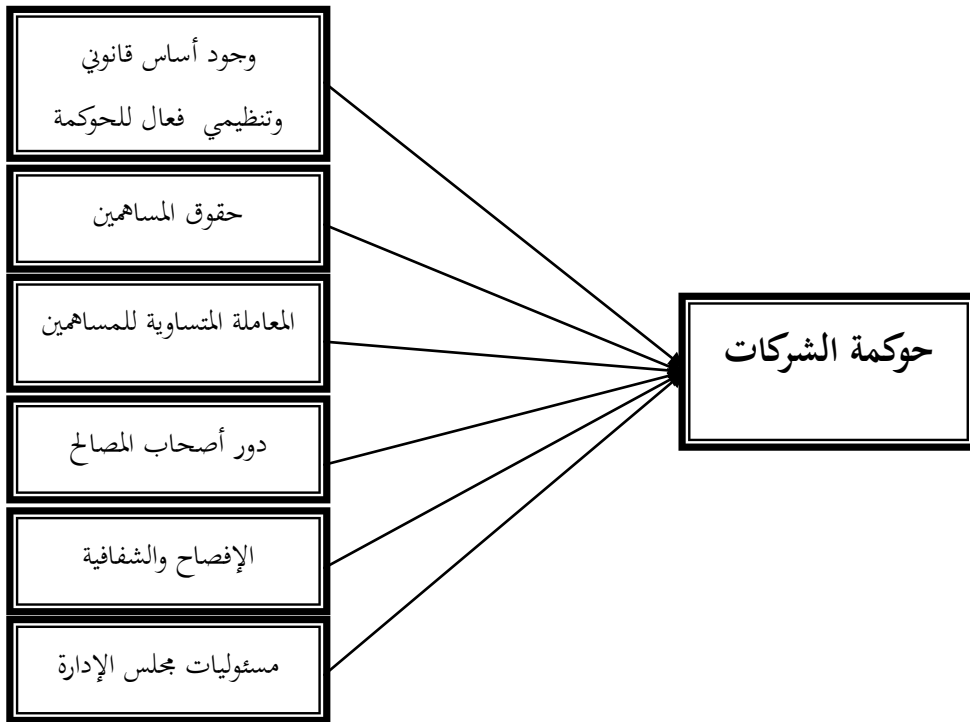 وجود أساس قانوني
وتنظيمي فعال للحوكمة
حقوق المساهمين
المعاملة المتساوية للمساهمين
دور أصحاب المصالح
الإفصاح والشفافية
مسئوليات مجلس الإدارة
حوكمة الشركات